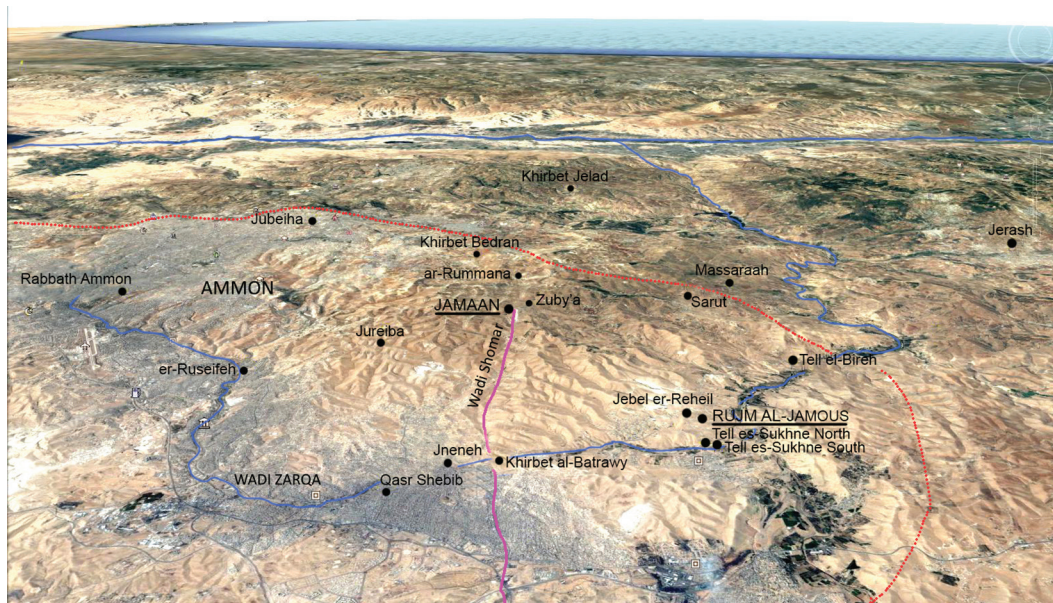 Khirbet Jelad
Jubeiha
Jerash
Khirbet Bedran
ar-Rummana
Massaraah
Rabbath Ammon
AMMON
JAMAAN
Zuby'a
Sarut
Jureiba
Wadi Shomar
er-Ruseifeh
Tell el-Bireh
Jebel er-Reheil
RUJM AL-JAMOUS
Tell es-Sukhne North
Tell es-Sukhne South
Jneneh
Khirbet al-Batrawy
WADI ZARQA
Qasr Shebib